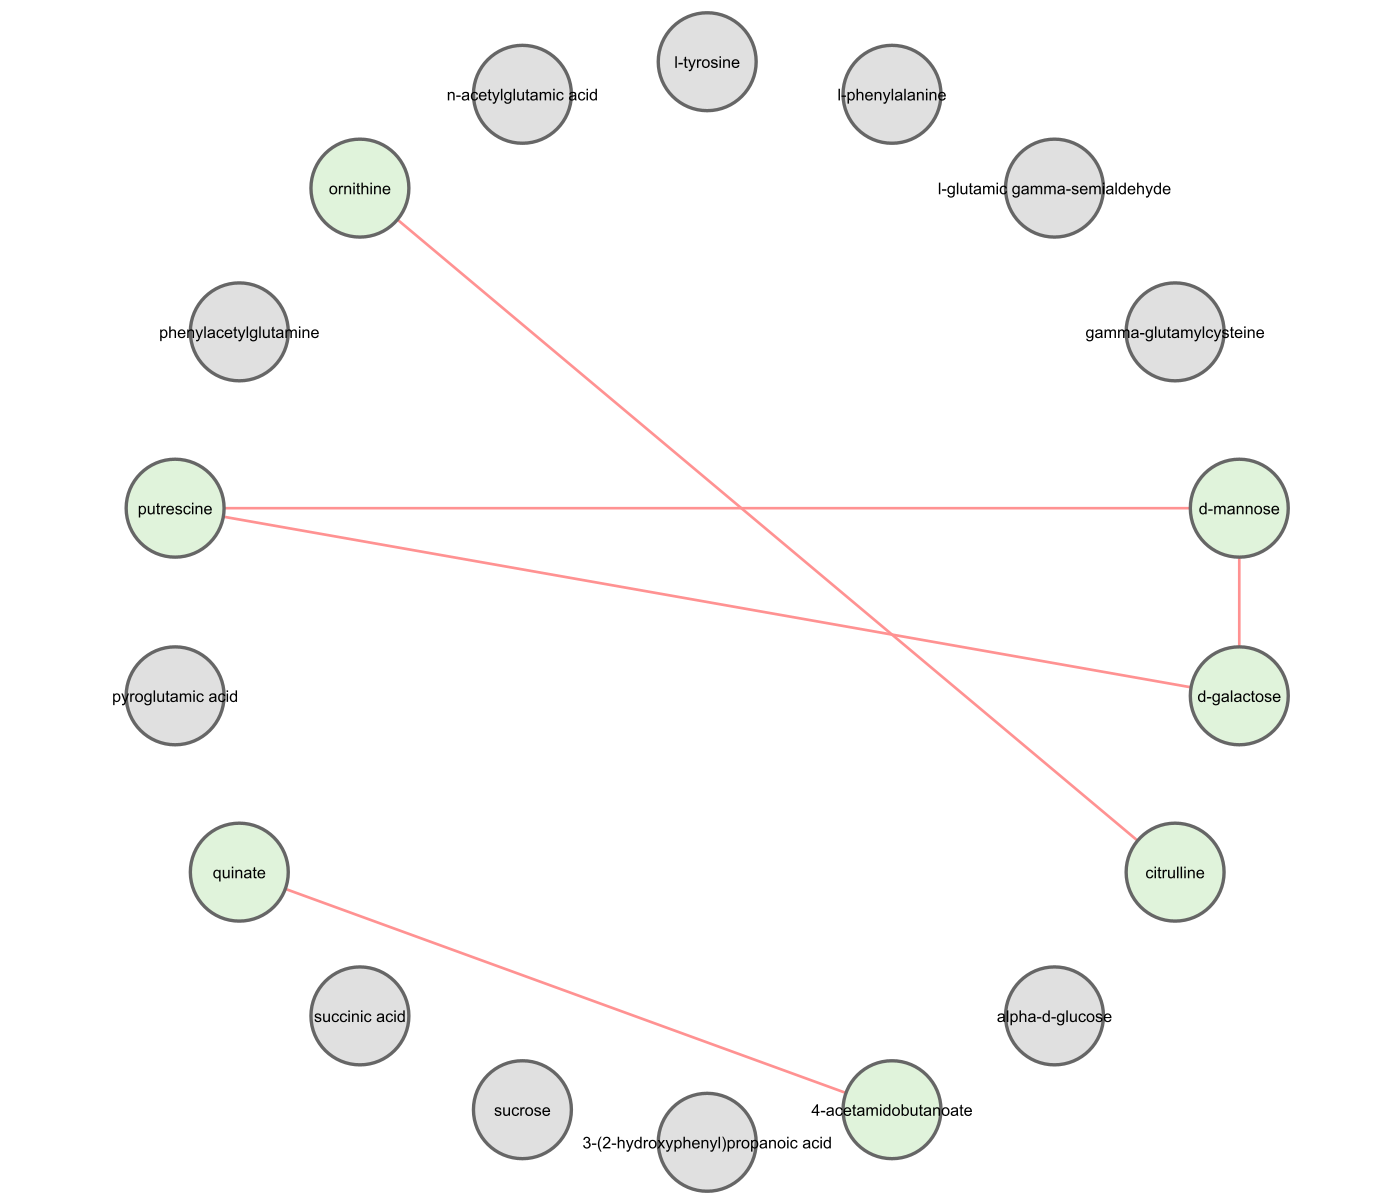 l-tyrosine
n-acetylglutamic acid
l-phenylalanine
ornithine
l-glutamic gamma-semialdehyde
phenylacetylglutamine
gamma-glutamylcysteine
putrescine
d-mannose
pyroglutamic acid
d-galactose
quinate
citrulline
succinic acid
alpha-d-glucose
sucrose
4-acetamidobutanoate
3-(2-hydroxyphenyl)propanoic acid